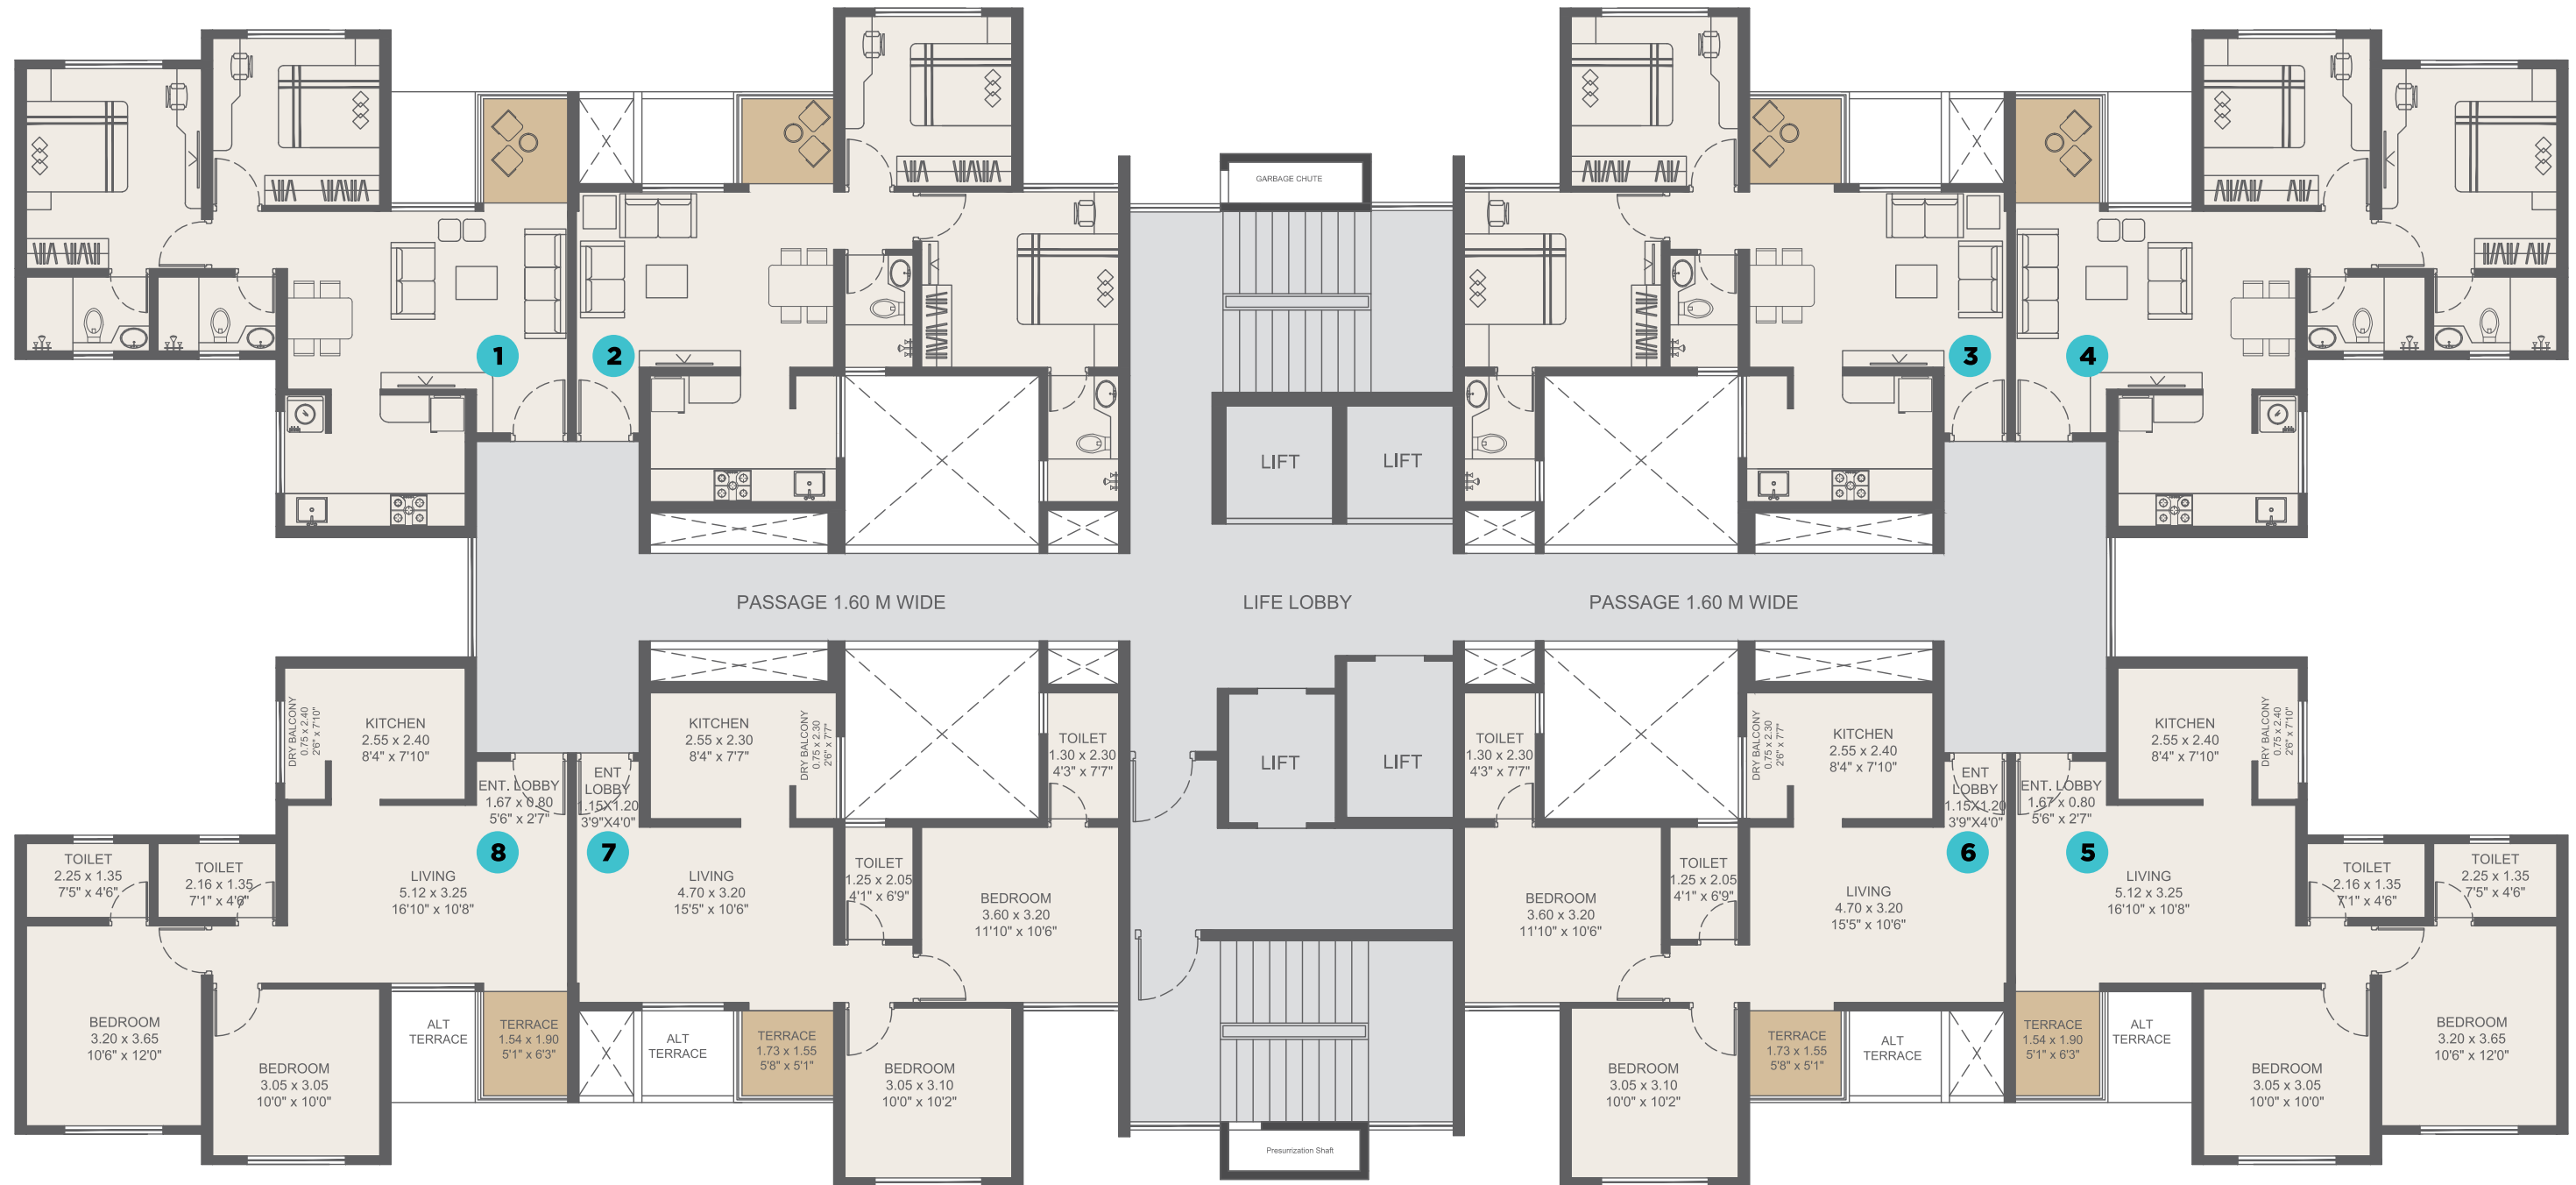 GARBAGE CHUTE
1
2
3
4
LIFT
LIFT
PASSAGE 1.60 M WIDE
LIFE LOBBY
PASSAGE 1.60 M WIDE
DRY BALCONY
0.75 x 2.40
2'6" x 7'10"
KITCHEN
2.55 x 2.40
8'4" x 7'10"
ENT. LOBBY
1.67 x 0.80
5'6" x 2'7"
8
TOILET
2.25 x 1.35
7'5" x 4'6"
TOILET
2.16 x 1.35
7'1" x 4'6"
LIVING
5.12 x 3.25
16'10" x 10'8"
BEDROOM
3.20 x 3.65
10'6" x 12'0"
BEDROOM
3.05 x 3.05
10'0" x 10'0"
ALT
TERRACE
TERRACE
1.54 x 1.90
5'1" x 6'3"
ENT
LOBBY
1.15X1.20
3'9"X4'0"
7
KITCHEN
2.55 x 2.30
8'4" x 7'7"
DRY BALCONY
0.75 x 2.30
2'6" x 7'7"
TOILET
1.30 x 2.30
4'3" x 7'7"
LIVING
4.70 x 3.20
15'5" x 10'6"
TOILET
1.25 x 2.05
4'1" x 6'9"
BEDROOM
3.60 x 3.20
11'10" x 10'6"
ALT
TERRACE
TERRACE
1.73 x 1.55
5'8" x 5'1"
BEDROOM
3.05 x 3.10
10'0" x 10'2"
LIFT
LIFT
Presurrization Shaft
TOILET
1.30 x 2.30
4'3" x 7'7"
DRY BALCONY
0.75 x 2.30
2'6" x 7'7"
KITCHEN
2.55 x 2.40
8'4" x 7'10"
ENT
LOBBY
1.15X1.20
3'9"X4'0"
6
BEDROOM
3.60 x 3.20
11'10" x 10'6"
TOILET
1.25 x 2.05
4'1" x 6'9"
LIVING
4.70 x 3.20
15'5" x 10'6"
BEDROOM
3.05 x 3.10
10'0" x 10'2"
TERRACE
1.73 x 1.55
5'8" x 5'1"
ALT
TERRACE
ENT. LOBBY
1.67 x 0.80
5'6" x 2'7"
5
KITCHEN
2.55 x 2.40
8'4" x 7'10"
DRY BALCONY
0.75 x 2.40
2'6" x 7'10"
LIVING
5.12 x 3.25
16'10" x 10'8"
TOILET
2.16 x 1.35
7'1" x 4'6"
TOILET
2.25 x 1.35
7'5" x 4'6"
TERRACE
1.54 x 1.90
5'1" x 6'3"
ALT
TERRACE
BEDROOM
3.05 x 3.05
10'0" x 10'0"
BEDROOM
3.20 x 3.65
10'6" x 12'0"